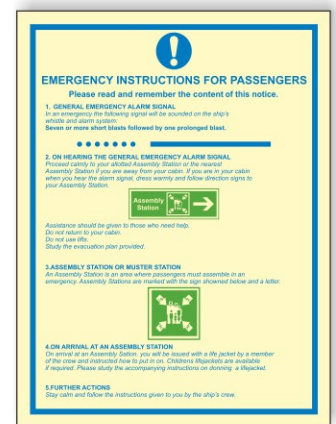 EMERGENCY INSTRUCTIONS FOR PASSENGERS
Please read and remember the content of this notice.
1. GENERAL EMERGENCY ALARM SIGNAL
In an emergency the following signal will be sounded on the ship's
whistle and alarm system:
Seven or more short blasts followed by one prolonged blast.
2. ON HEARING THE GENERAL EMERGENCY ALARM SIGNAL
Proceed calmly to your allotted Assembly Station or the nearest
Assembly Station if you are away from your cabin. If you are in your cabin
when you hear the alarm signal, dress warmly and follow direction signs to
your Assembly Station.
Assembly
Station
Assistance should be given to those who need help.
Do not return to your cabin.
Do not use lifts.
Study the evacuation plan provided.
3.ASSEMBLY STATION OR MUSTER STATION
An Assembly Station is an area where passengers must assemble in an
emergency. Assembly Stations are marked with the sign showned below and a letter.
4.ON ARRIVAL AT AN ASSEMBLY STATION
On arrival at an Assembly Sation, you will be issued with a life jacket by a member
of the crew and instructed how to put in on. Childrens lifejackets are available
if required. Please study the accompanying instructions on donning a lifejacket.
5.FURTHER ACTIONS
Stay calm and follow the instructions given to you by the ship's crew.